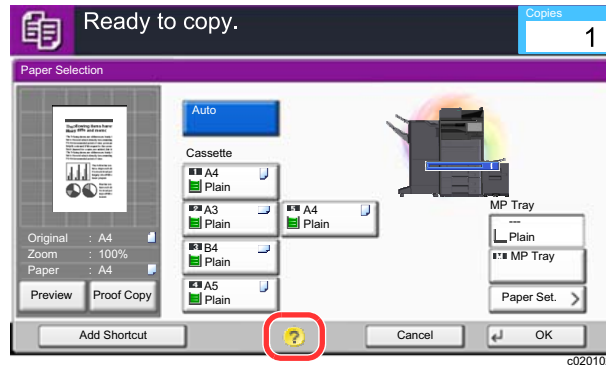 Ready to copy.
Copies
1
Paper Selection
Auto
Cassette
1 A4
Plain
2 A3
Plain
5 A4
Plain
3 B4
Plain
4 A5
Plain
MP Tray
---
Plain
MP Tray
Paper Set.
Original : A4
Zoom : 100%
Paper : A4
Preview
Proof Copy
Add Shortcut
?
Cancel
OK
c02010